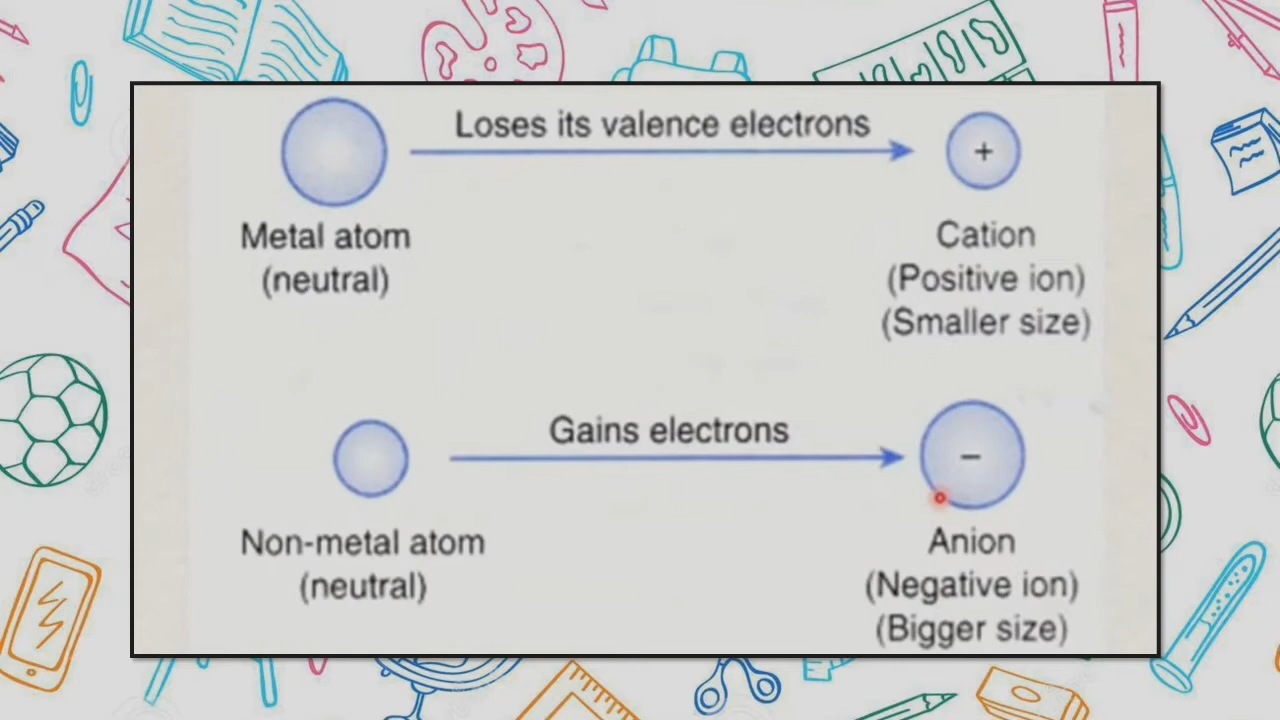 Loses its valence electrons
+
Metal atom
(neutral)
Cation
(Positive ion)
(Smaller size)
Gains electrons
–
Non-metal atom
(neutral)
Anion
(Negative ion)
(Bigger size)